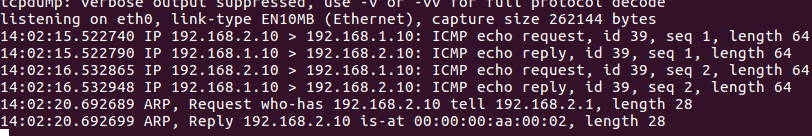 tcpdump: verbose output suppressed, use -v or -vv for full protocol decode
listening on eth0, link-type EN10MB (Ethernet), capture size 262144 bytes
14:02:15.522740 IP 192.168.2.10 > 192.168.1.10: ICMP echo request, id 39, seq 1, length 64
14:02:15.522790 IP 192.168.1.10 > 192.168.2.10: ICMP echo reply, id 39, seq 1, length 64
14:02:16.532865 IP 192.168.2.10 > 192.168.1.10: ICMP echo request, id 39, seq 2, length 64
14:02:16.532948 IP 192.168.1.10 > 192.168.2.10: ICMP echo reply, id 39, seq 2, length 64
14:02:20.692689 ARP, Request who-has 192.168.2.10 tell 192.168.2.1, length 28
14:02:20.692699 ARP, Reply 192.168.2.10 is-at 00:00:00:aa:00:02, length 28